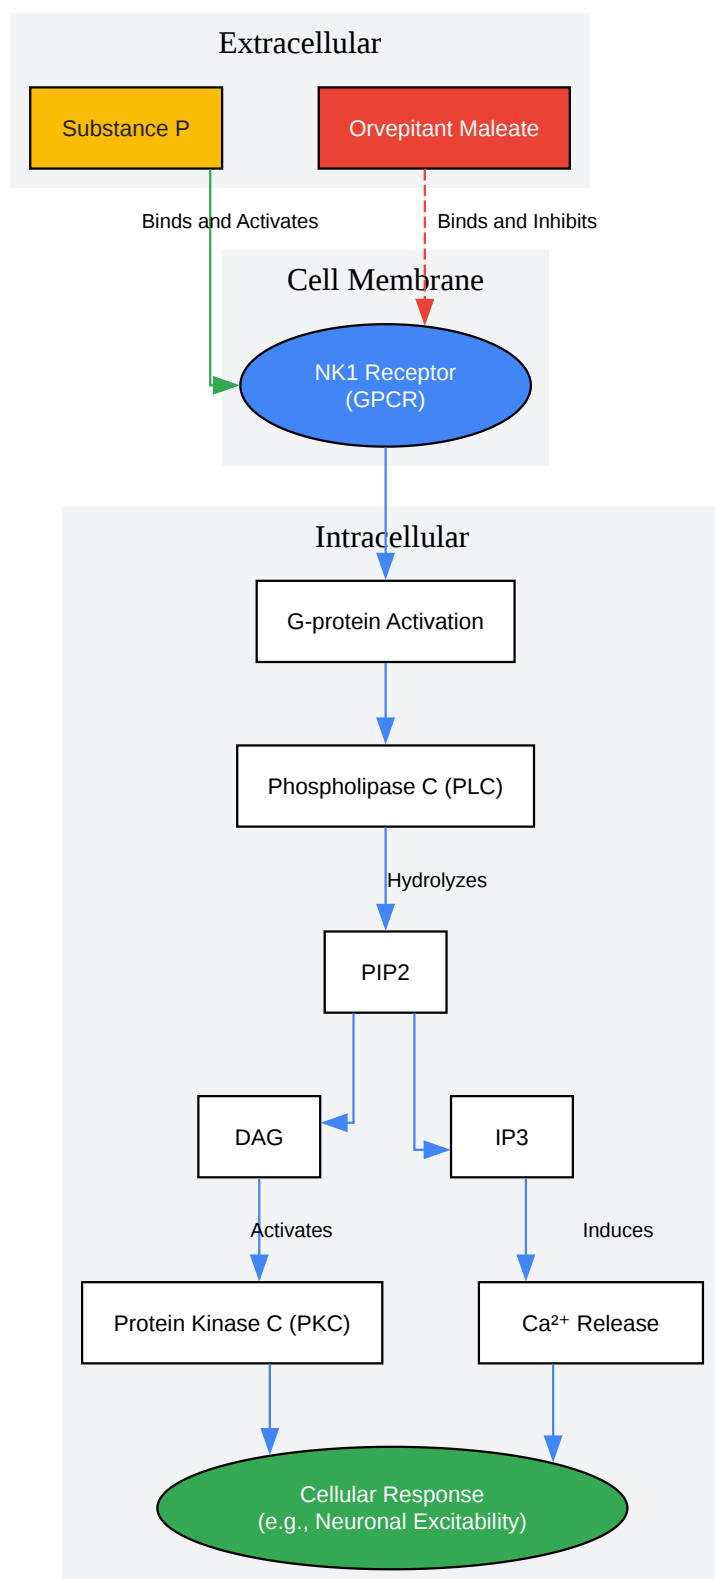 Extracellular
Substance P
Orvepitant Maleate
Binds and Activates
Binds and Inhibits
Cell Membrane
NK1 Receptor
(GPCR)
Intracellular
G-protein Activation
Phospholipase C (PLC)
Hydrolyzes
PIP2
DAG
IP3
Activates
Induces
Protein Kinase C (PKC)
Ca²⁺ Release
Cellular Response
(e.g., Neuronal Excitability)